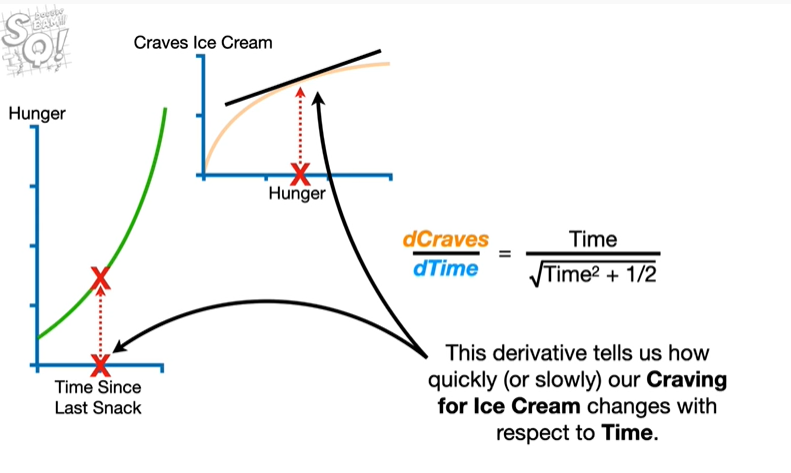 SQ!
Craves Ice Cream
Hunger
Hunger
dCraves
dTime
=
Time
√Time² + 1/2
Time Since
Last Snack
This derivative tells us how
quickly (or slowly) our Craving
for Ice Cream changes with
respect to Time.